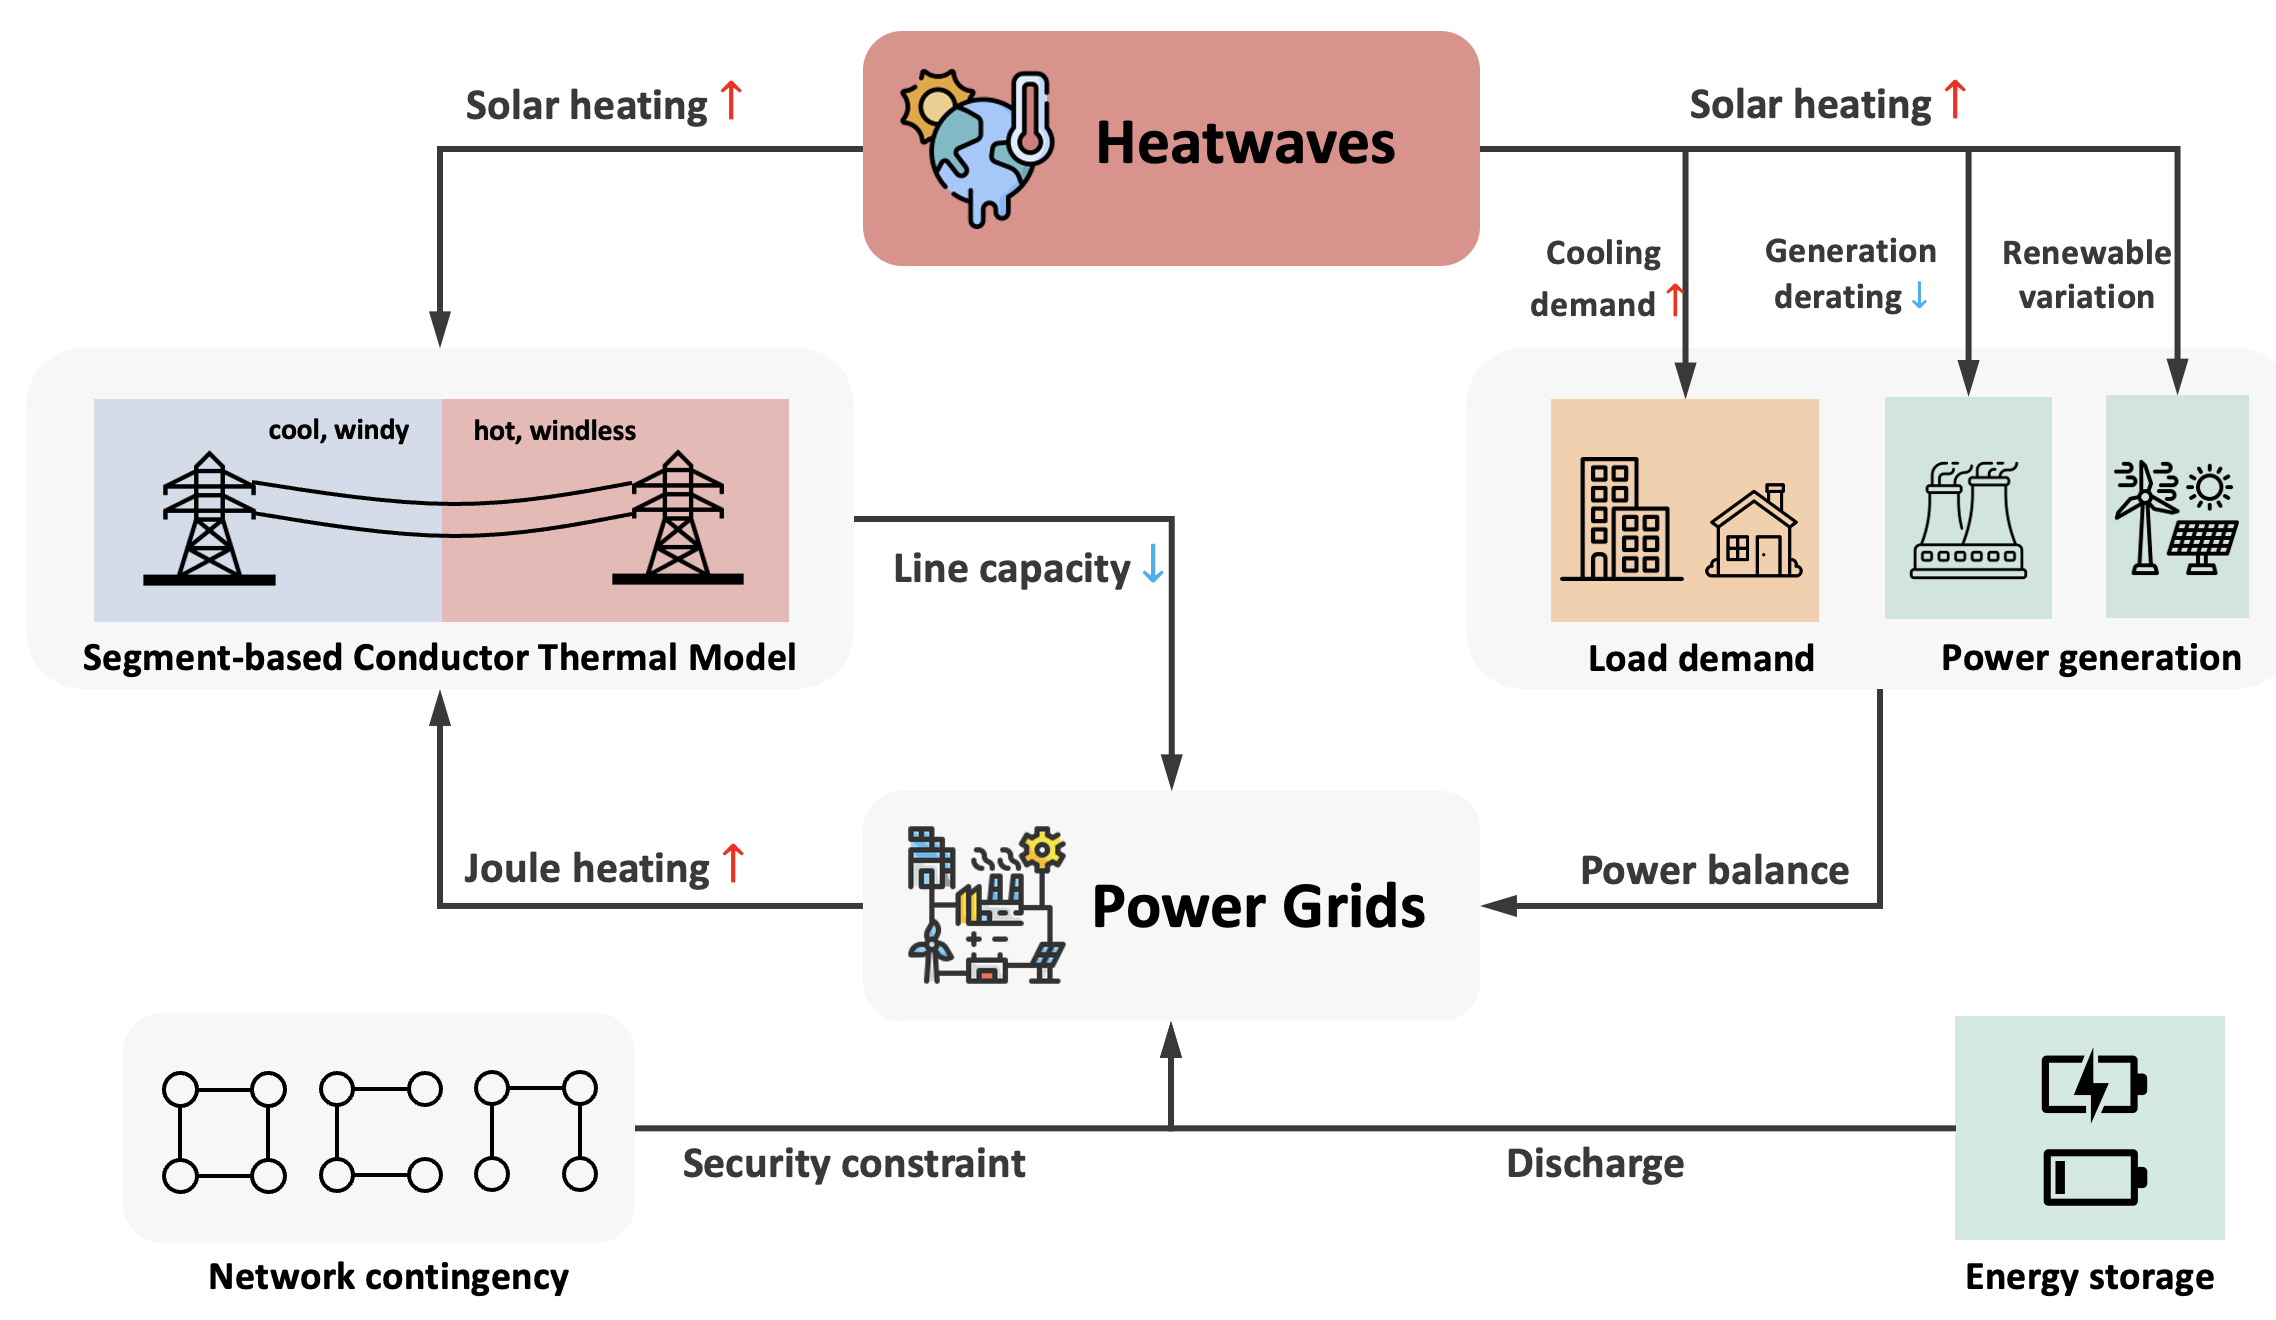 Solar heating ↑
Heatwaves
Solar heating ↑
Cooling
demand ↑
Generation
derating ↓
Renewable
variation
cool, windy
hot, windless
Segment-based Conductor Thermal Model
Line capacity ↓
Load demand
Power generation
Joule heating ↑
Power Grids
Power balance
Security constraint
Discharge
Network contingency
Energy storage